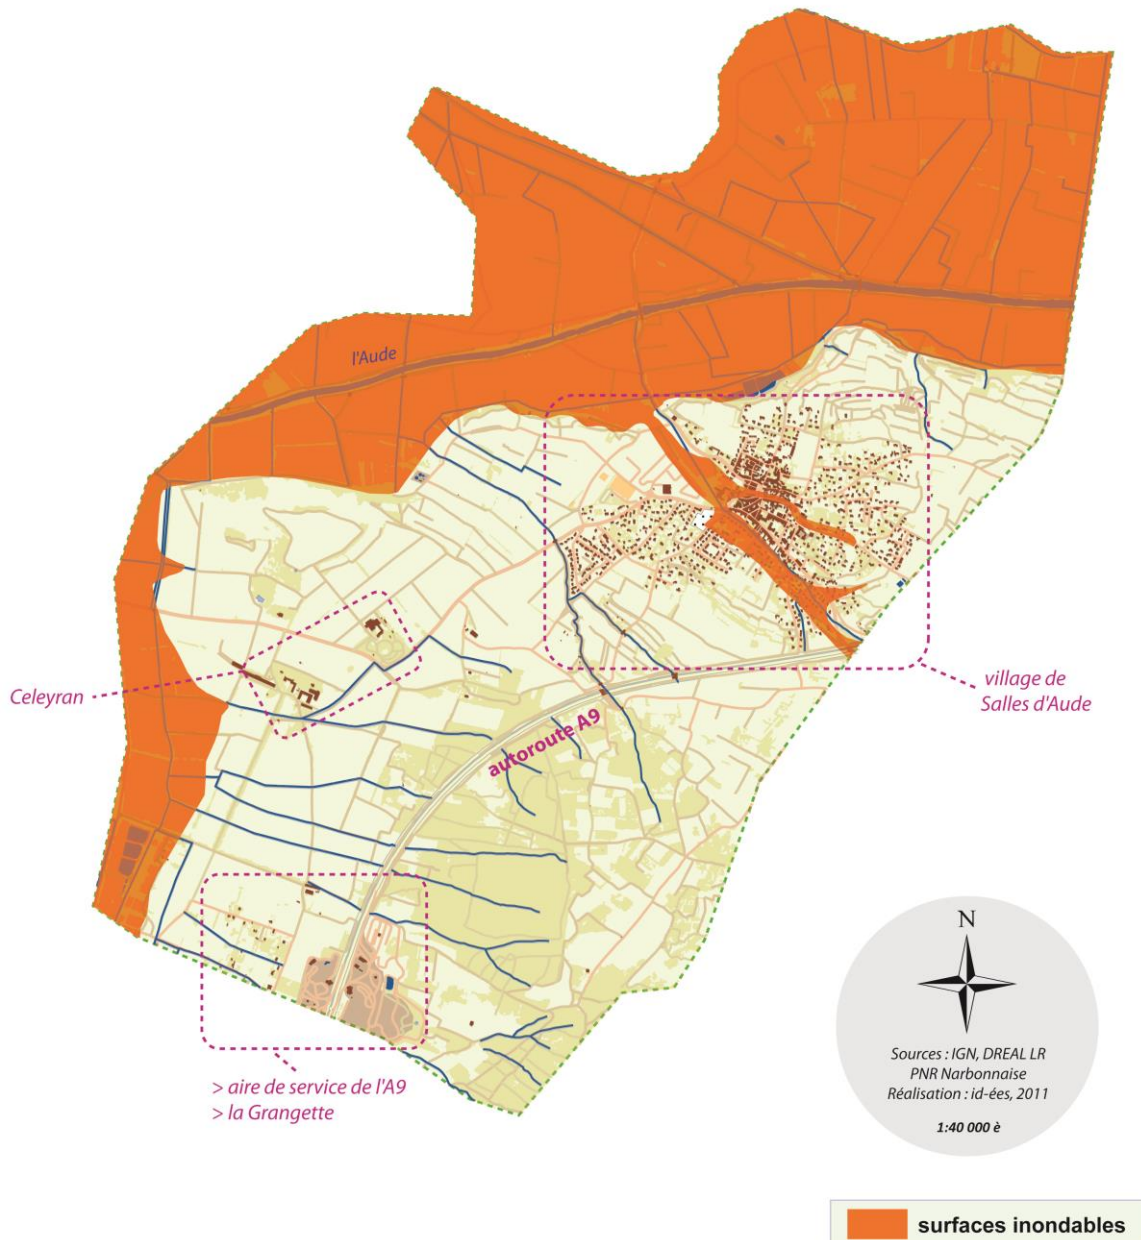 l'Aude
Celeyran
village de
Salles d'Aude
autoroute A9
> aire de service de l'A9
> la Grangette
N
Sources : IGN, DREAL LR
PNR Narbonnaise
Réalisation : id-ées, 2011
1:40 000 è
surfaces inondables